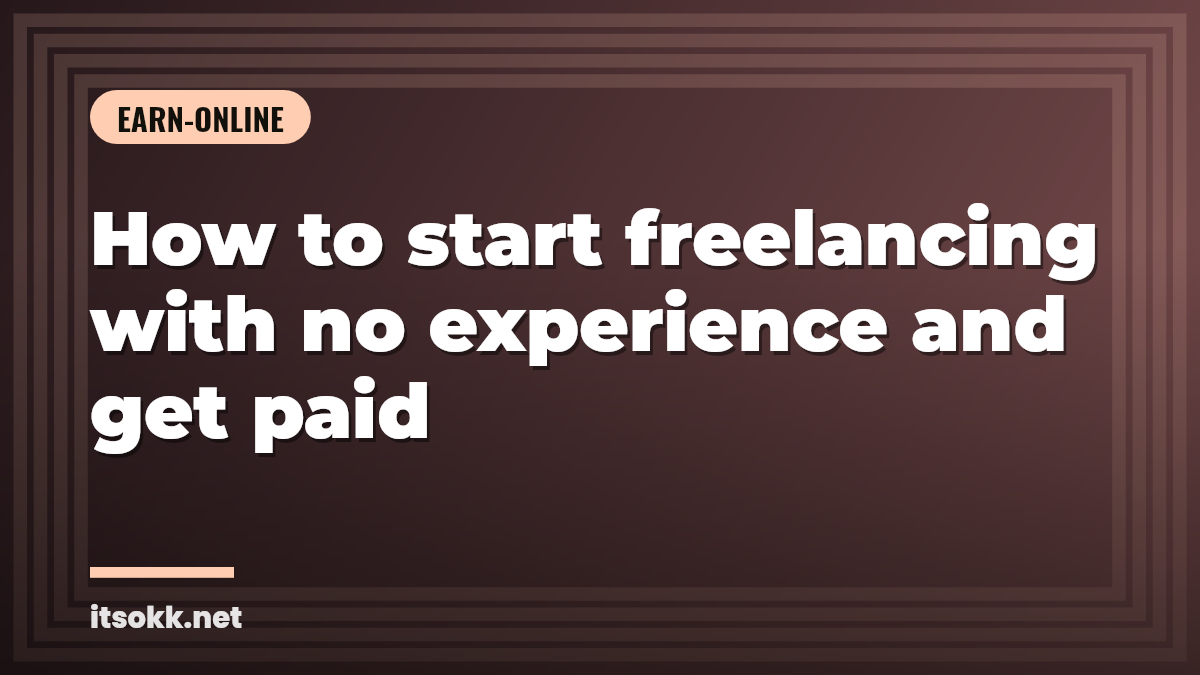 EARN-ONLINE
How to start freelancing
with no experience and
get paid
itsokk.net